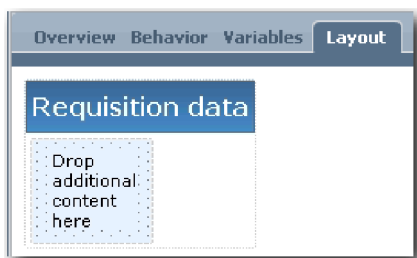 Overview Behavior Variables Layout
Requisition data
Drop
additional
content
here